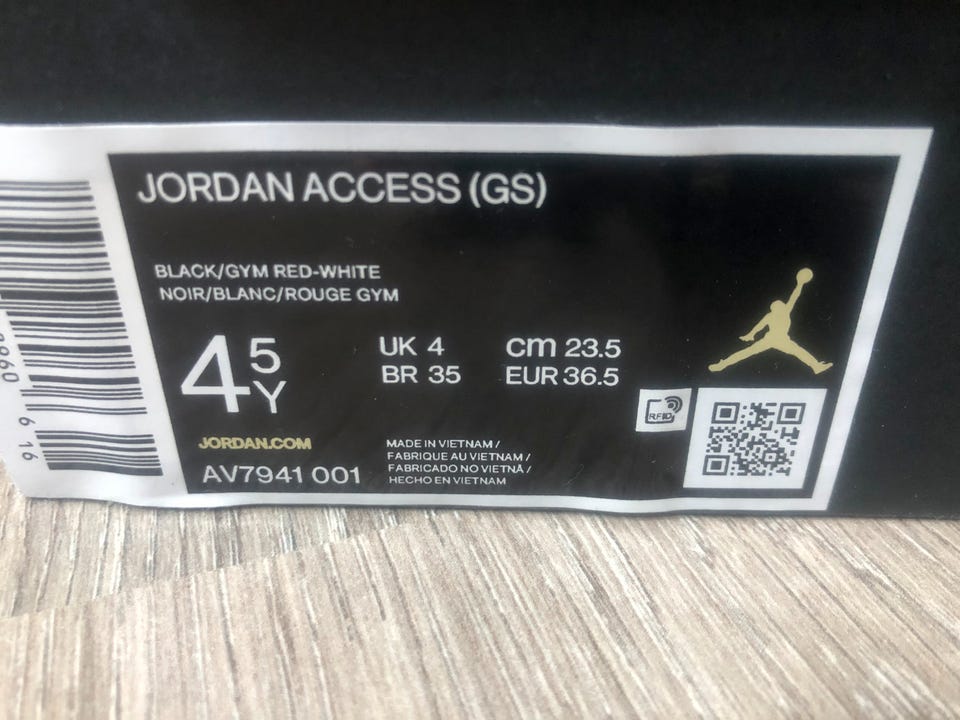 JORDAN ACCESS (GS)
BLACK/GYM RED-WHITE
NOIR/BLANC/ROUGE GYM
4 5 Y
UK 4 cm 23.5
BR 35 EUR 36.5
RFID
JORDAN.COM
AV7941 001
MADE IN VIETNAM /
FABRIQUE AU VIETNAM /
FABRICADO NO VIETNÃ /
HECHO EN VIETNAM